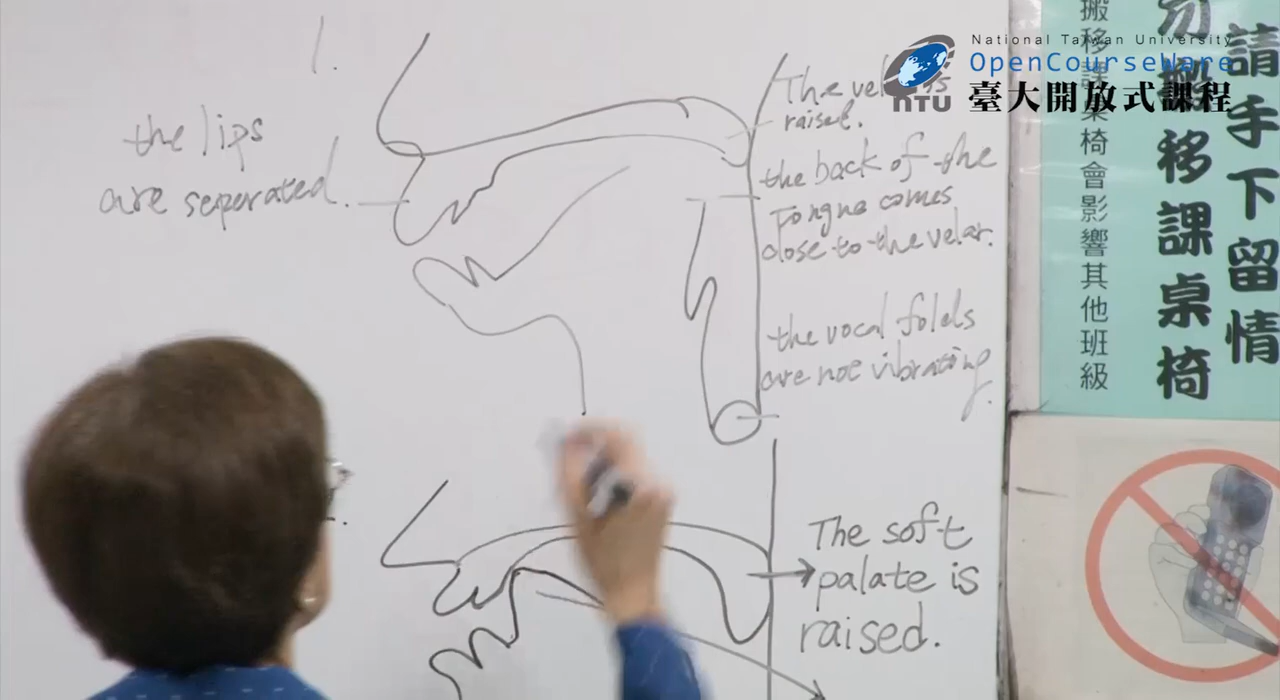 1.
the lips
are seperated.
The
raised.
the back of the
Tongue comes
close to the velar.
the vocal folds
are not vibrating.
The soft
palate is
raised.
National Taiwan University
OpenCourseWare
NTU
臺大開放式課程
請手下留情
勿搬移課桌椅
搬移課桌椅會影響其他班級